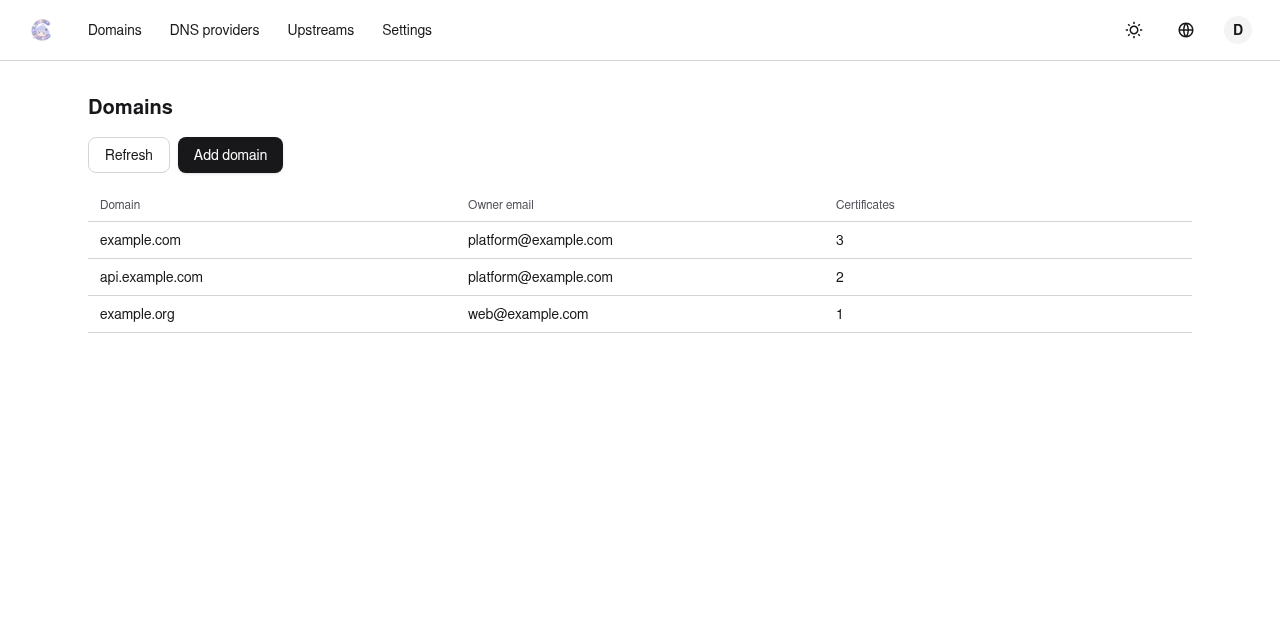 Domains DNS providers Upstreams Settings D
Domains
Refresh Add domain
Domain Owner email Certificates
example.com platform@example.com 3
api.example.com platform@example.com 2
example.org web@example.com 1